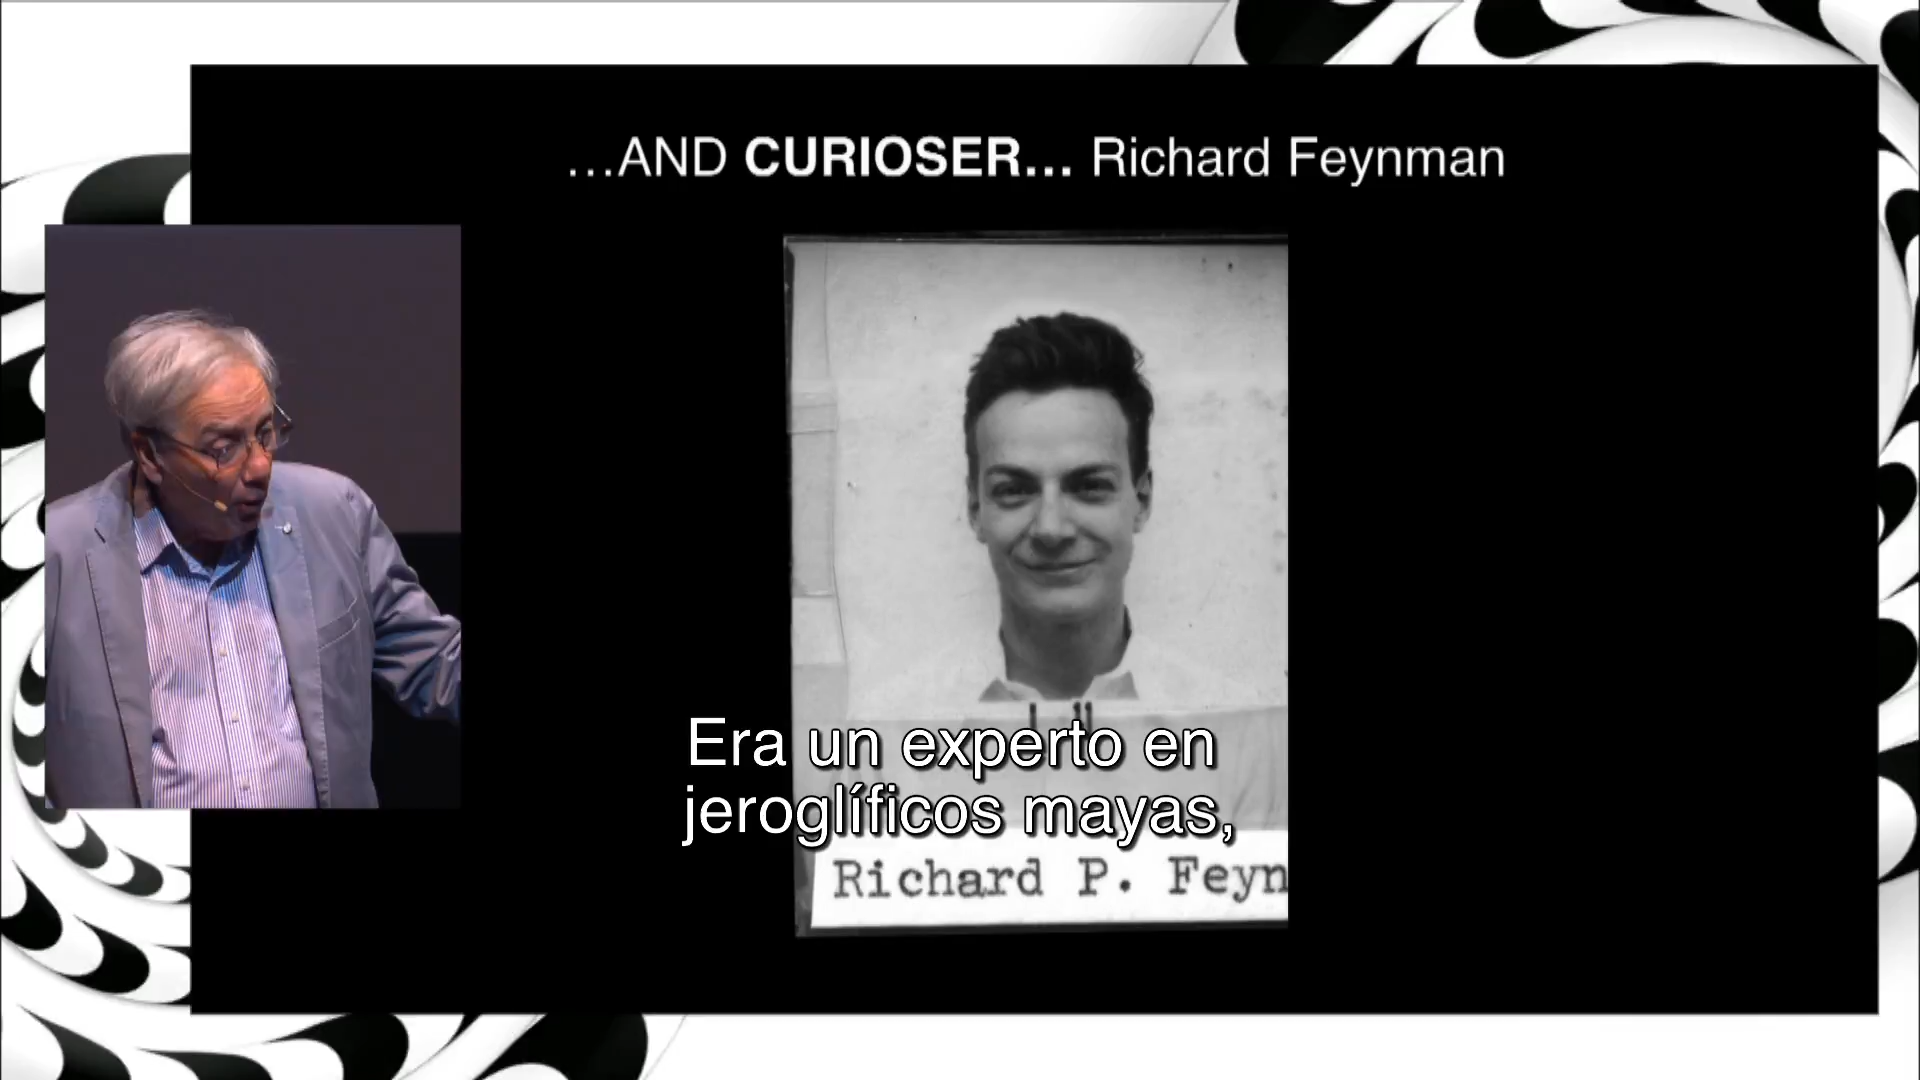 …AND CURIOSER… Richard Feynman
Era un experto en
jeroglíficos mayas,
Richard P. Feyn